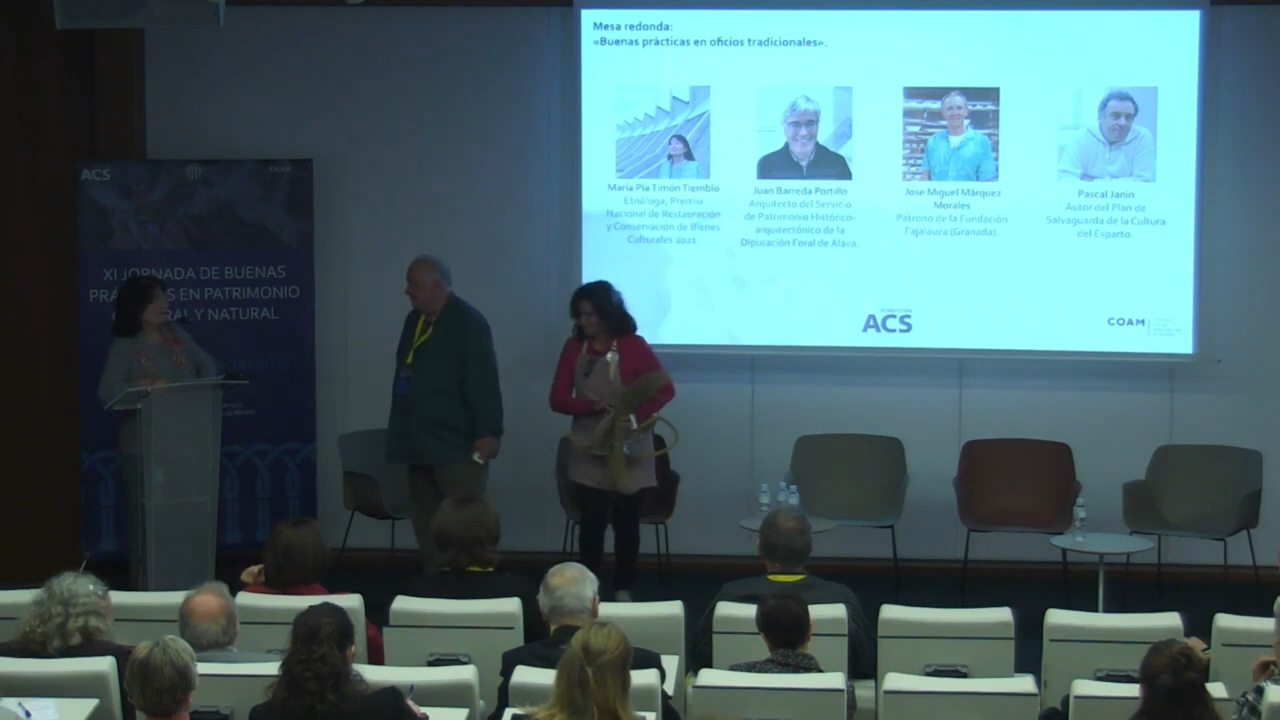 Mesa redonda:
«Buenas prácticas en oficios tradicionales».
María Pía Timón Tiemblo
Etnóloga, Premio
Nacional de Restauración
y Conservación de Bienes
Culturales 2021.
Juan Barreda Portillo
Arquitecto del Servicio
de Patrimonio Histórico-
arquitectónico de la
Diputación Foral de Álava.
Jose Miguel Márquez
Morales
Patrono de la Fundación
Fajalauza (Granada).
Pascal Janin
Autor del Plan de
Salvaguarda de la Cultura
del Esparto.
FUNDACIÓN
ACS
COAM
ACS
COAM
XI JORNADA DE BUENAS
PRÁ S EN PATRIMONIO
C RAL Y NATURAL